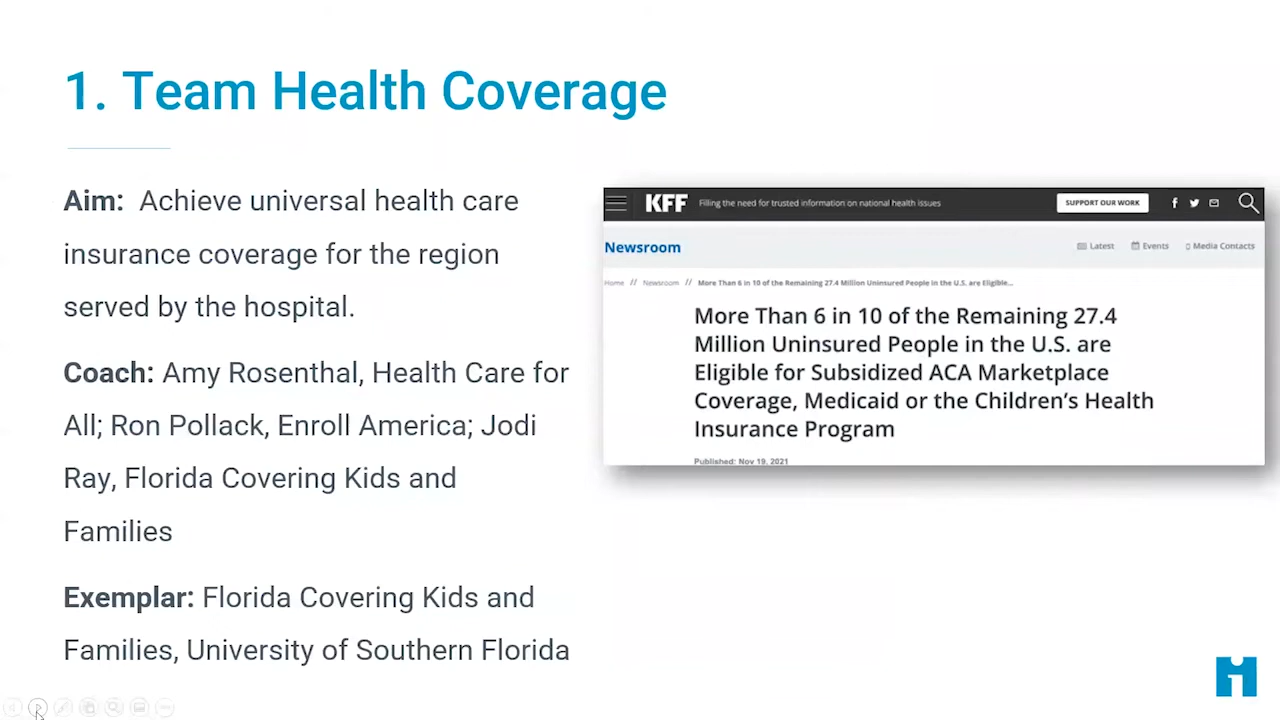 1. Team Health Coverage
Aim: Achieve universal health care
insurance coverage for the region
served by the hospital.
Coach: Amy Rosenthal, Health Care for
All; Ron Pollack, Enroll America; Jodi
Ray, Florida Covering Kids and
Families
Exemplar: Florida Covering Kids and
Families, University of Southern Florida
KFF Filling the need for trusted information on national health issues SUPPORT OUR WORK
Newsroom Latest Events Media Contacts
Home // Newsroom // More Than 6 in 10 of the Remaining 27.4 Million Uninsured People in the U.S. are Eligible...
More Than 6 in 10 of the Remaining 27.4
Million Uninsured People in the U.S. are
Eligible for Subsidized ACA Marketplace
Coverage, Medicaid or the Children's Health
Insurance Program
Published: Nov 19, 2021